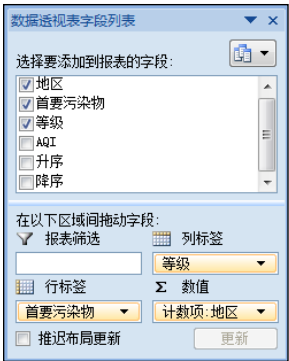 数据透视表字段列表
选择要添加到报表的字段:
地区
首要污染物
等级
AQI
升序
降序
在以下区域间拖动字段:
报表筛选 列标签
等级
行标签 Σ 数值
首要污染物 计数项:地区
推迟布局更新 更新